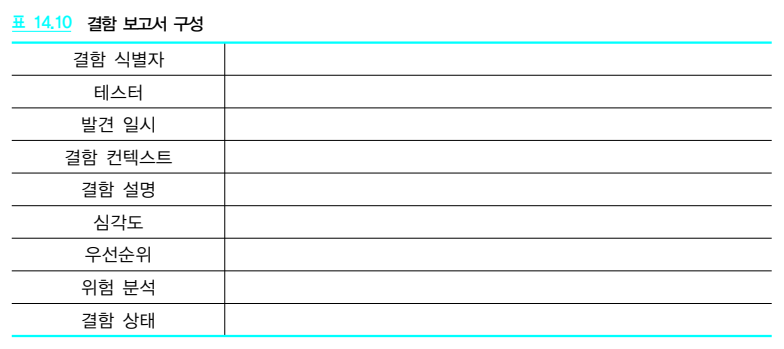 표 14.10 결함 보고서 구성
결함 식별자
테스터
발견 일시
결함 컨텍스트
결함 설명
심각도
우선순위
위험 분석
결함 상태